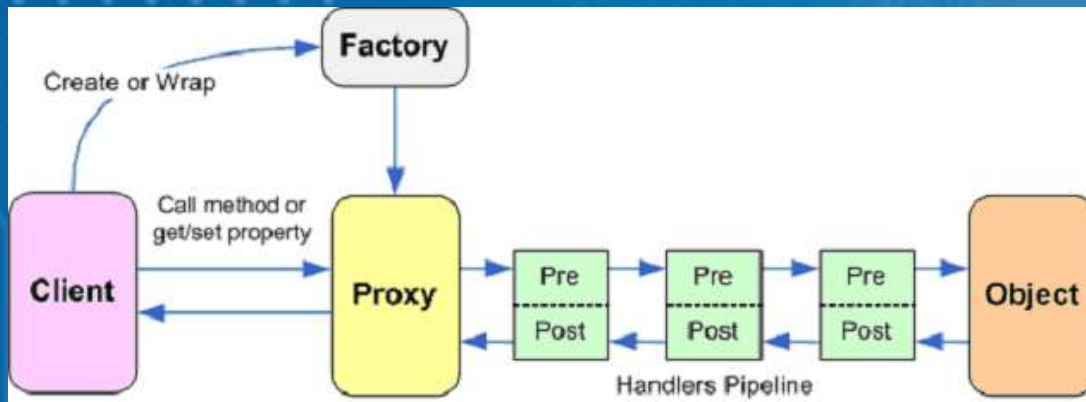 Factory
Create or Wrap
Call method or
get/set property
Client
Proxy
Pre
Post
Pre
Post
Pre
Post
Object
Handlers Pipeline